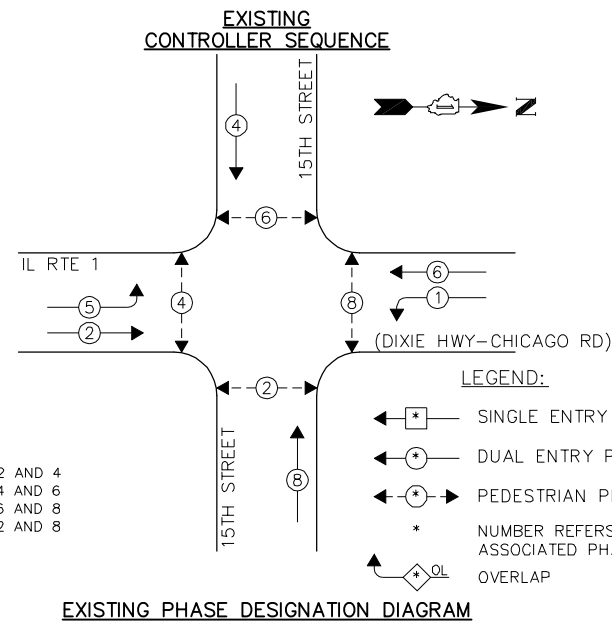 EXISTING
CONTROLLER SEQUENCE
15TH STREET
N
4
6
IL RTE 1
5
2
4
8
6
1
(DIXIE HWY-CHICAGO RD)
2
8
15TH STREET
2 AND 4
4 AND 6
6 AND 8
2 AND 8
LEGEND:
* SINGLE ENTRY
* DUAL ENTRY P
* PEDESTRIAN P
* NUMBER REFERS
ASSOCIATED PH
* OL OVERLAP
EXISTING PHASE DESIGNATION DIAGRAM